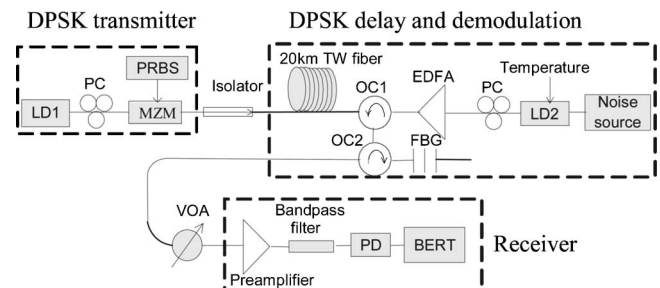 DPSK transmitter
DPSK delay and demodulation
20km TW fiber
PRBS
PC
Isolator
OC1
EDFA
PC
Temperature
LD1
MZM
LD2
Noise
source
OC2
FBG
VOA
Bandpass
filter
PD
BERT
Receiver
Preamplifier